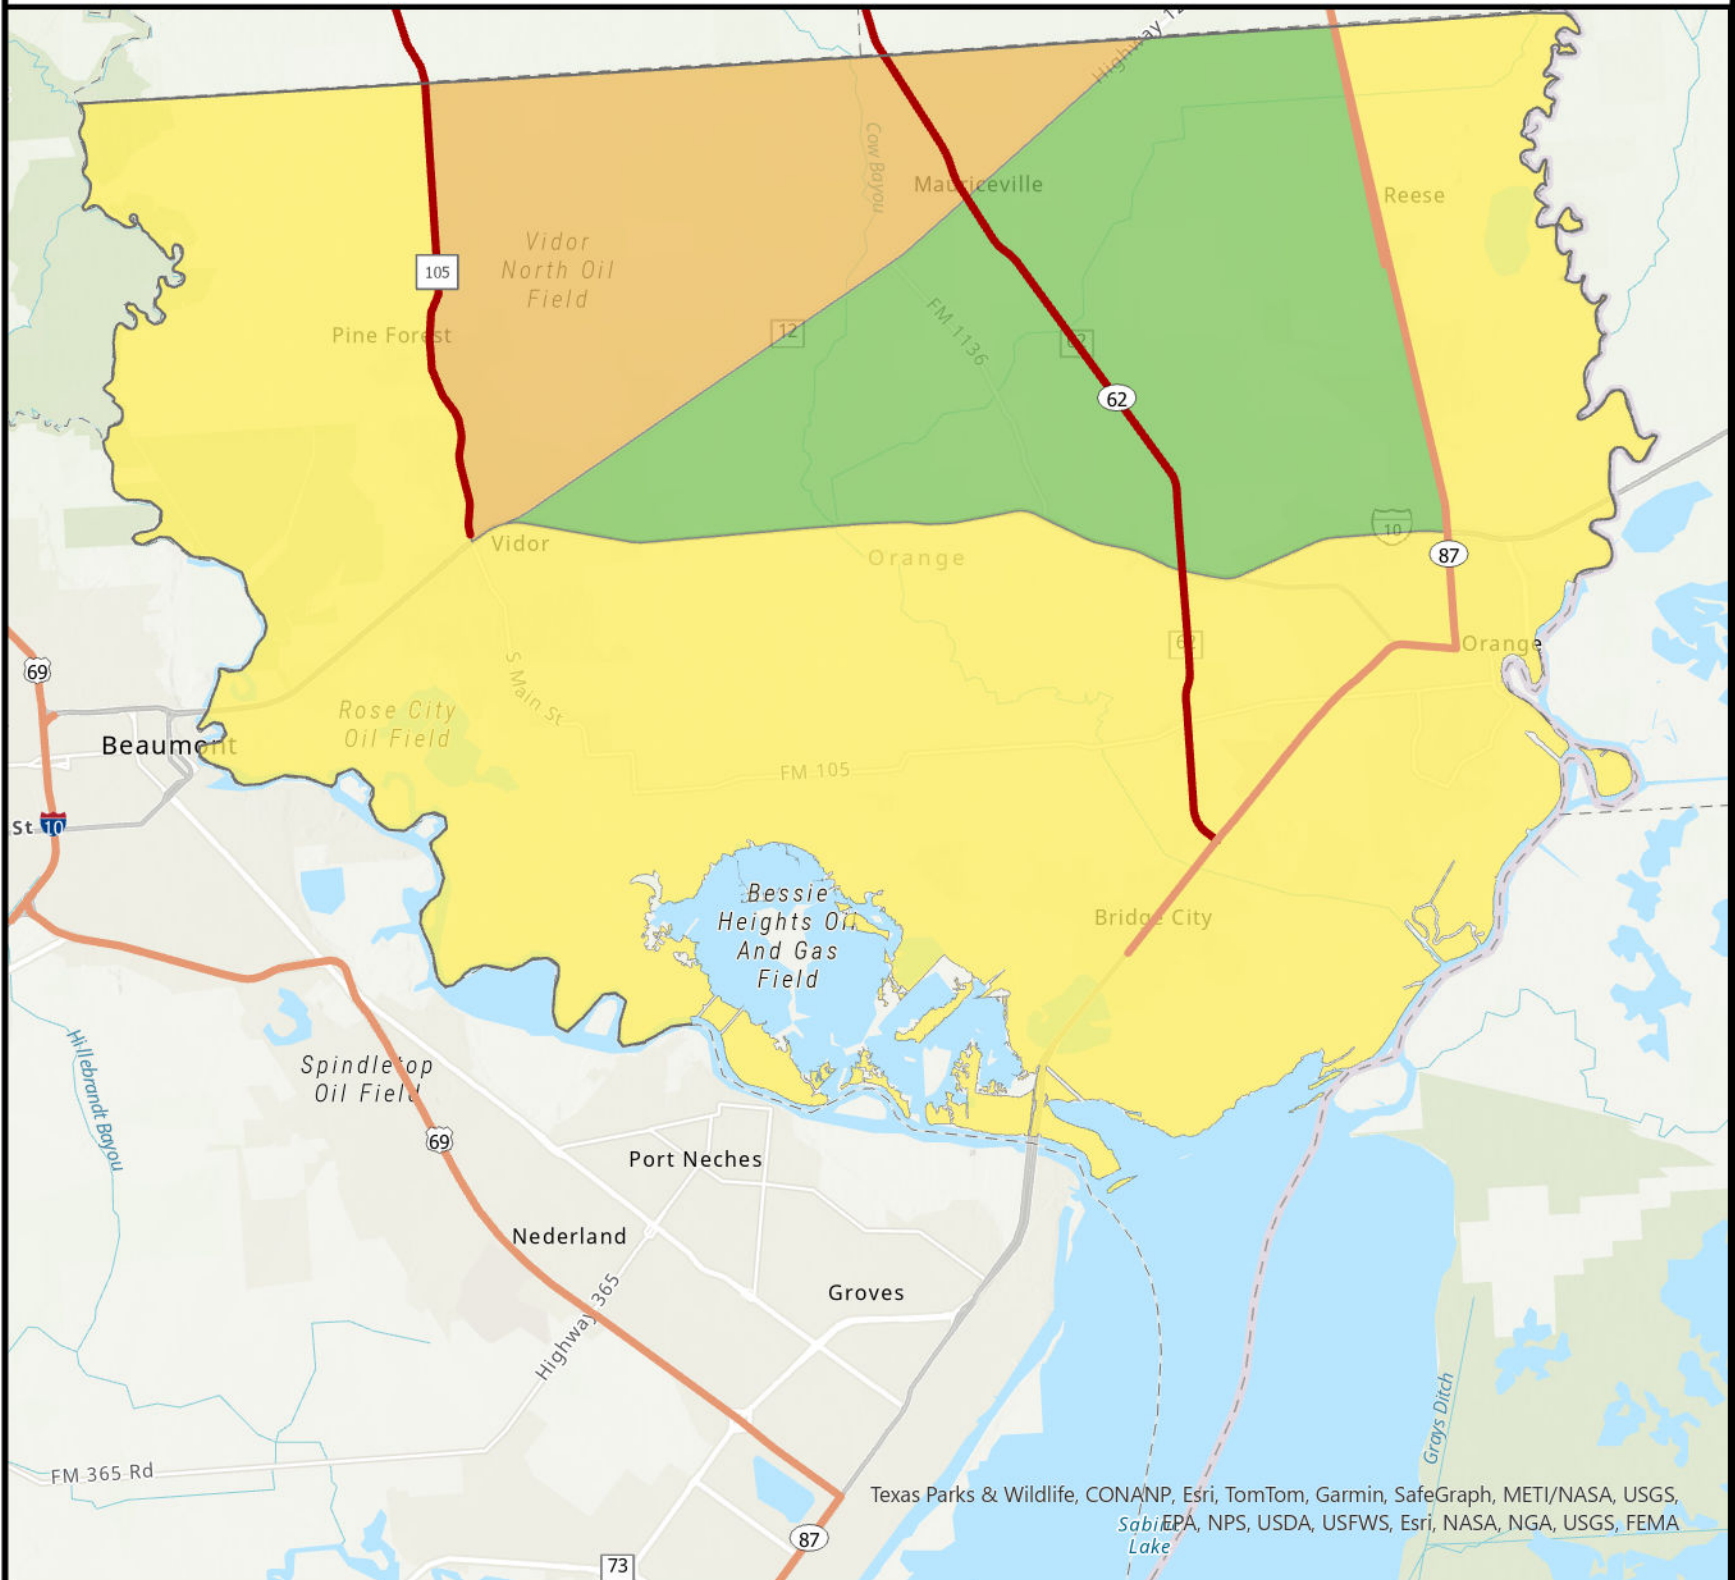 Highway 12
Cow Bayou
Mauriceville
Reese
Vidor
North Oil
Field
105
Pine Forest
12
FM 1136
62
62
Vidor
Orange
10
87
62
Orange
69
S Main St
Rose City
Oil Field
Beaumont
FM 105
St
10
Bessie
Heights Oil
And Gas
Field
Bridge City
Hillebrandt Bayou
Spindletop
Oil Field
69
Port Neches
Nederland
Highway 365
Groves
Grays Ditch
FM 365 Rd
Texas Parks & Wildlife, CONANP, Esri, TomTom, Garmin, SafeGraph, METI/NASA, USGS,
EPA, NPS, USDA, USFWS, Esri, NASA, NGA, USGS, FEMA
Sabine
Lake
87
73